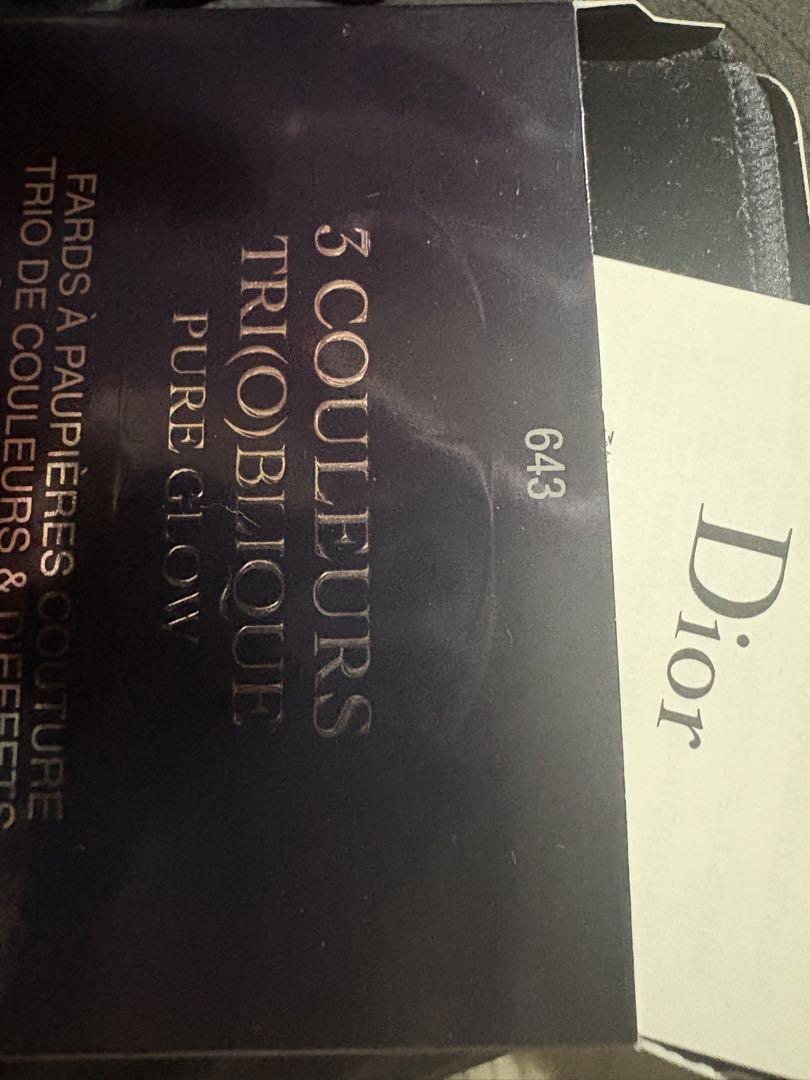 Dior
643
3 COULEURS
TRI(O)BLIQUE
PURE GLOW
FARDS À PAUPIÈRES COUTURE
TRIO DE COULEURS & D'EFFETS